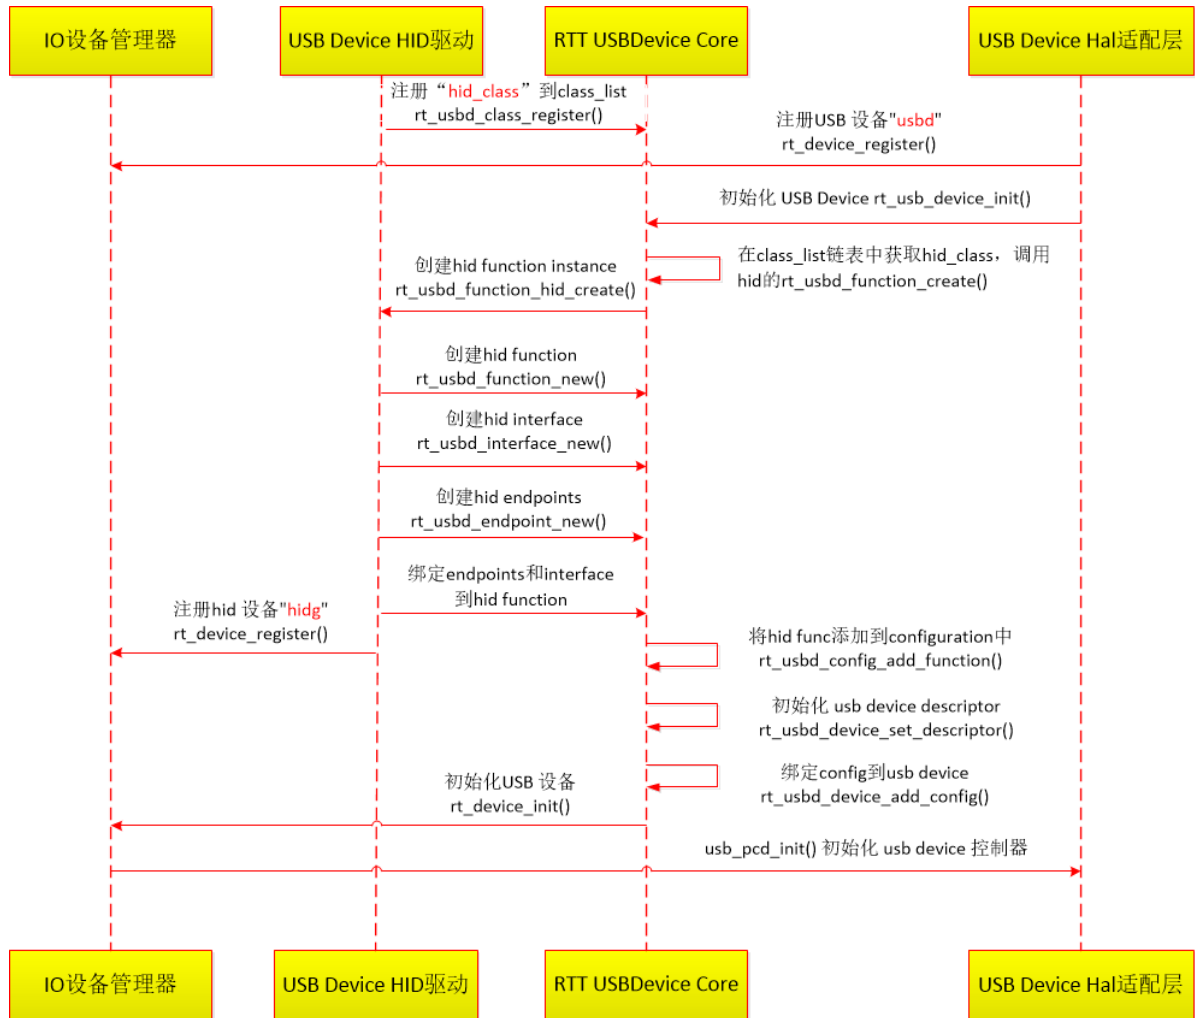 IO设备管理器
USB Device HID驱动
RTT USBDevice Core
USB Device Hal适配层
注册“hid_class”到class_list
rt_usbd_class_register()
注册USB 设备"usbd"
rt_device_register()
初始化 USB Device rt_usb_device_init()
在class_list链表中获取hid_class，调用
hid的rt_usbd_function_create()
创建hid function instance
rt_usbd_function_hid_create()
创建hid function
rt_usbd_function_new()
创建hid interface
rt_usbd_interface_new()
创建hid endpoints
rt_usbd_endpoint_new()
绑定endpoints和interface
到hid function
注册hid 设备"hidg"
rt_device_register()
将hid func添加到configuration中
rt_usbd_config_add_function()
初始化 usb device descriptor
rt_usbd_device_set_descriptor()
绑定config到usb device
rt_usbd_device_add_config()
初始化USB 设备
rt_device_init()
usb_pcd_init() 初始化 usb device 控制器
IO设备管理器
USB Device HID驱动
RTT USBDevice Core
USB Device Hal适配层